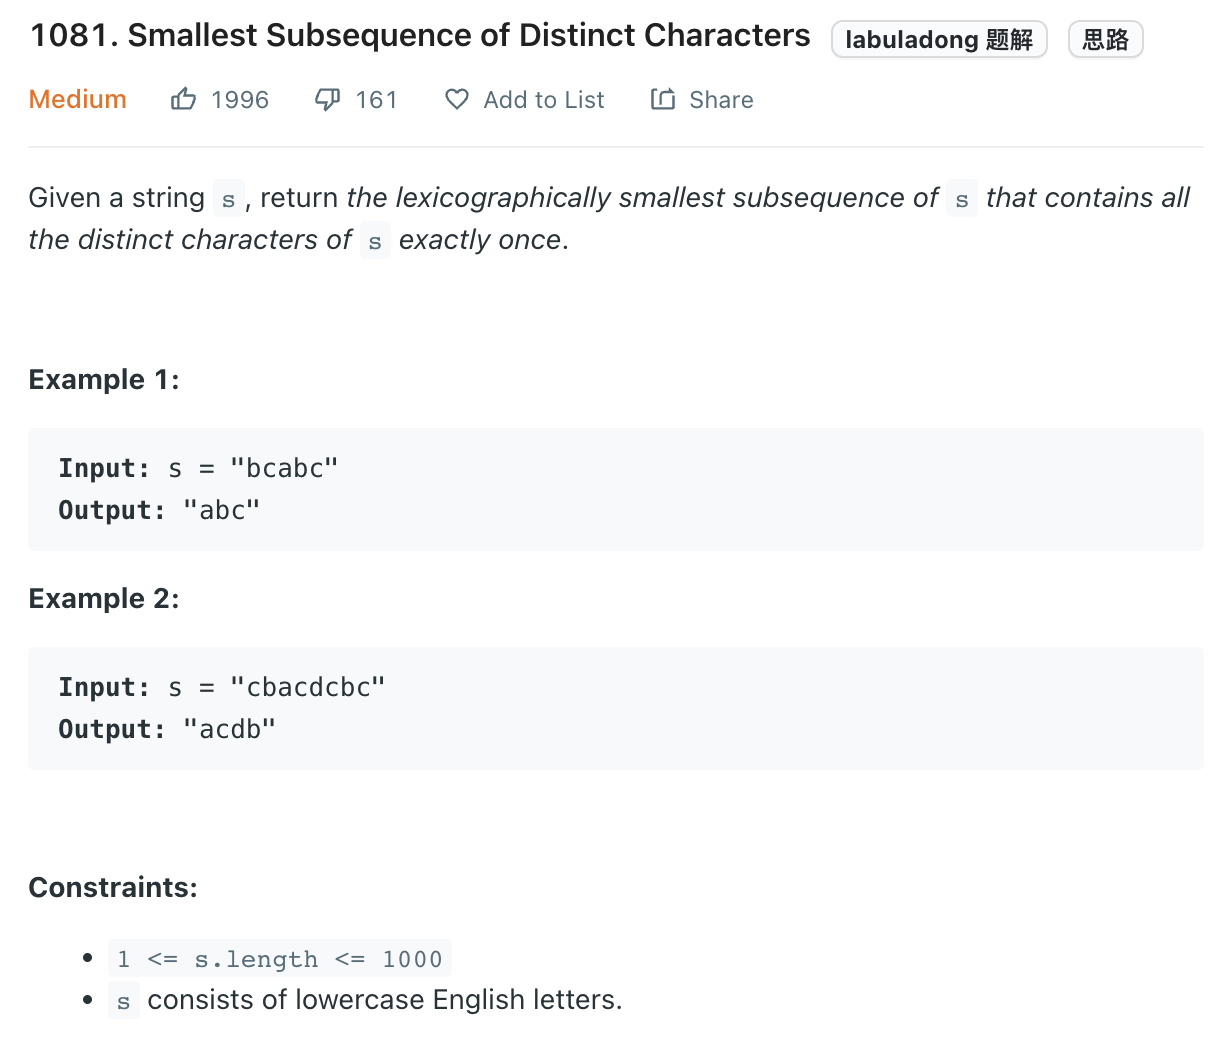 1081. Smallest Subsequence of Distinct Characters labuladong 题解 思路
Medium 1996 161 Add to List Share
Given a string s, return the lexicographically smallest subsequence of s that contains all
the distinct characters of s exactly once.
Example 1:
Input: s = "bcabc"
Output: "abc"
Example 2:
Input: s = "cbacdcbc"
Output: "acdb"
Constraints:
• 1 <= s.length <= 1000
• s consists of lowercase English letters.